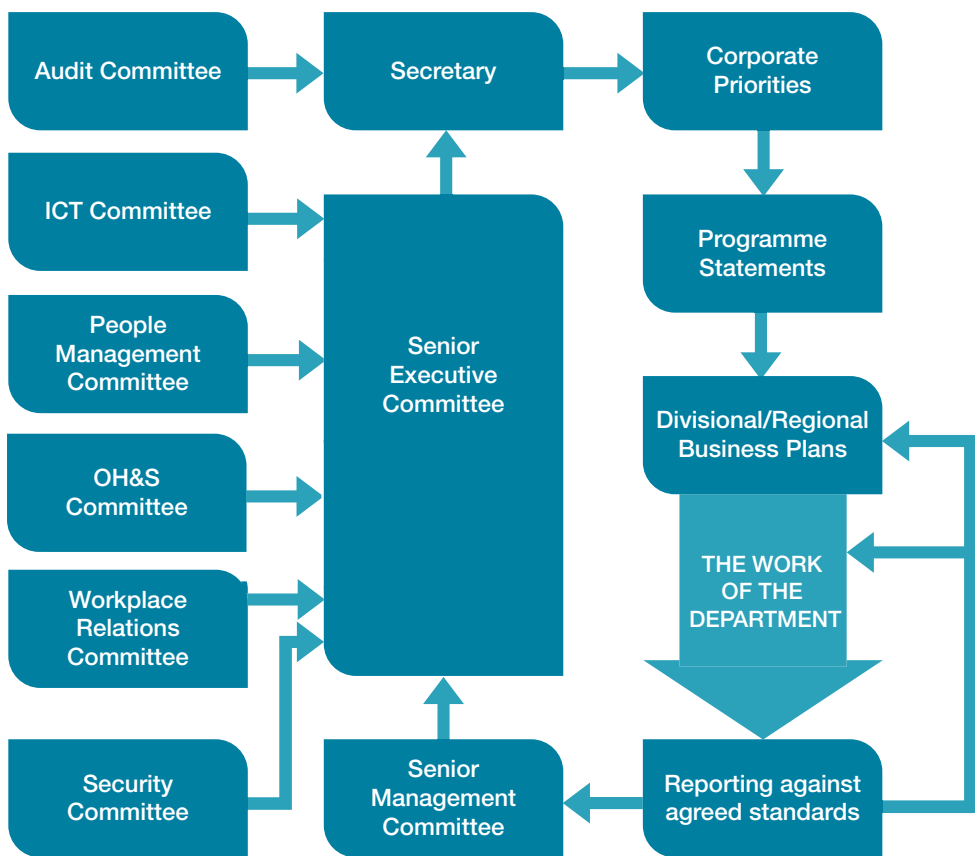 Audit Committee
Secretary
Corporate
Priorities
ICT Committee
Programme
Statements
People
Management
Committee
Senior
Executive
Committee
Divisional/Regional
Business Plans
OH&S
Committee
THE WORK
OF THE
DEPARTMENT
Workplace
Relations
Committee
Security
Committee
Senior
Management
Committee
Reporting against
agreed standards